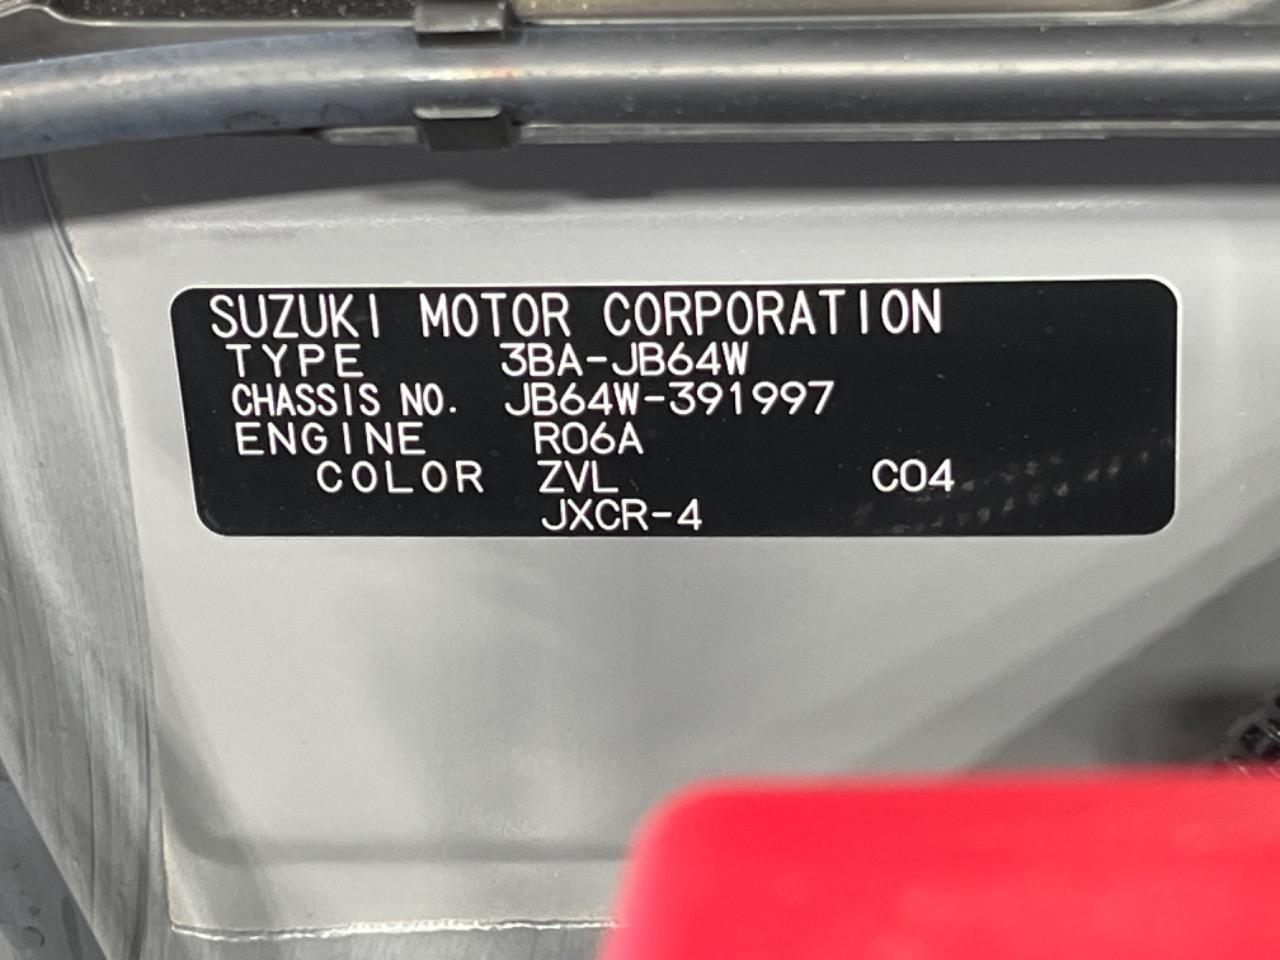 SUZUKI MOTOR CORPORATION
TYPE 3BA-JB64W
CHASSIS NO. JB64W-391997
ENGINE R06A
COLOR ZVL C04
JXCR-4